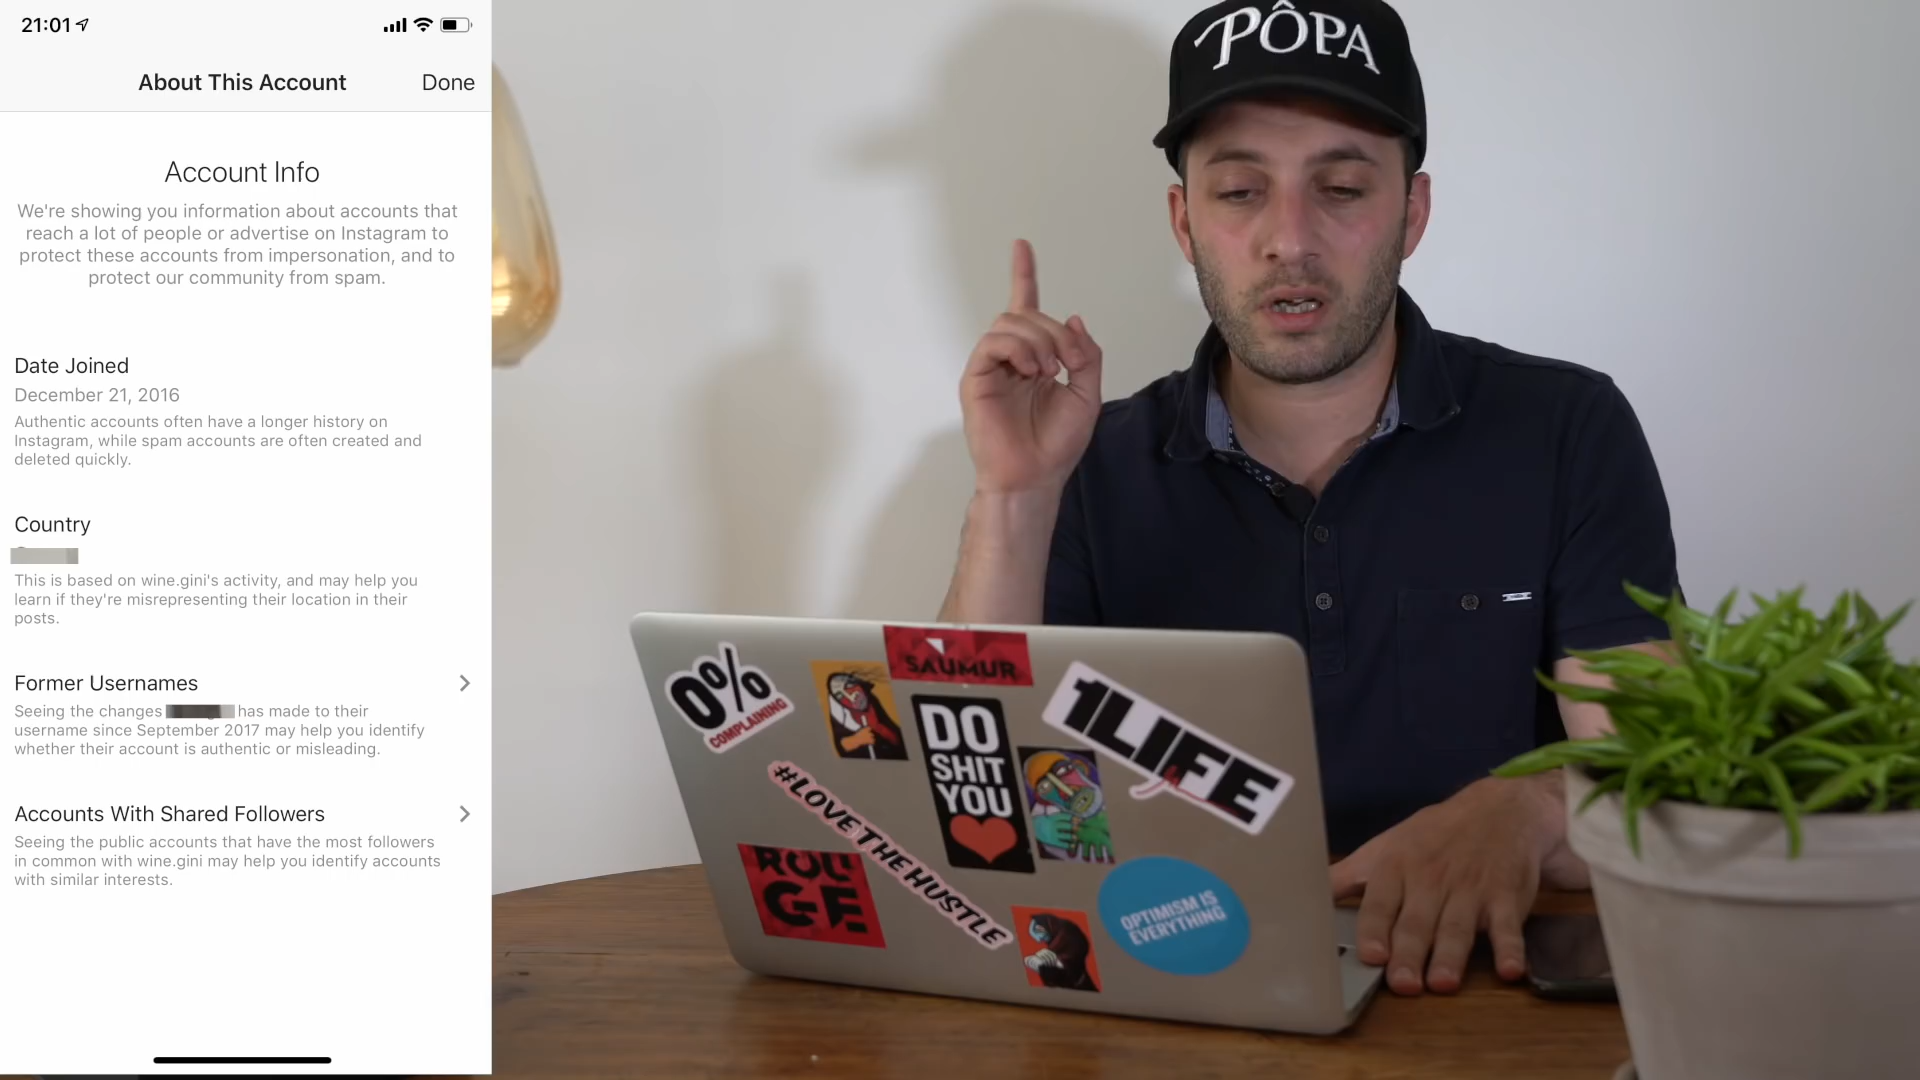 21:01
About This Account
Done
Account Info
We're showing you information about accounts that
reach a lot of people or advertise on Instagram to
protect these accounts from impersonation, and to
protect our community from spam.
Date Joined
December 21, 2016
Authentic accounts often have a longer history on
Instagram, while spam accounts are often created and
deleted quickly.
Country
This is based on wine.gini's activity, and may help you
learn if they're misrepresenting their location in their
posts.
Former Usernames
Seeing the changes has made to their
username since September 2017 may help you identify
whether their account is authentic or misleading.
Accounts With Shared Followers
Seeing the public accounts that have the most followers
in common with wine.gini may help you identify accounts
with similar interests.
PÔPA
0%
COMPLAINING
SAUMUR
DO
SHIT
YOU
1LIFE
#LOVE THE HUSTLE
ROU
GE
OPTIMISM IS
EVERYTHING